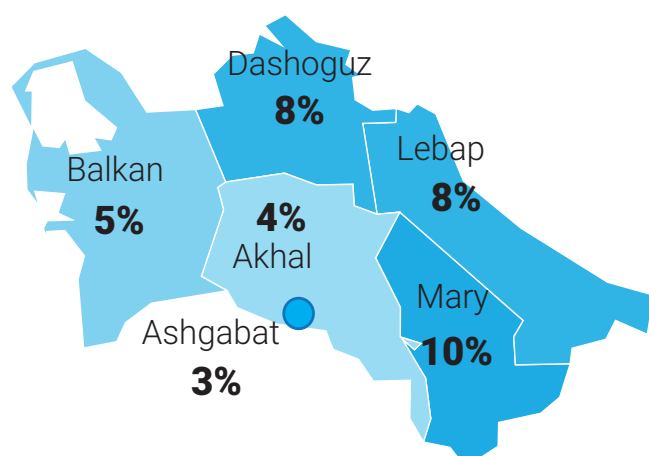 Dashoguz
8%
Lebap
8%
Balkan
5%
4%
Akhal
Mary
10%
Ashgabat
3%